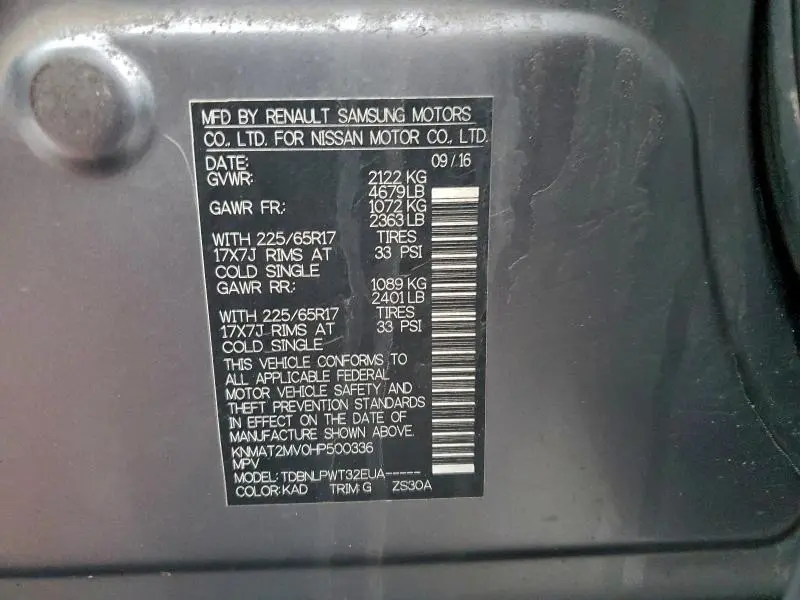 MFD BY RENAULT SAMSUNG MOTORS
CO., LTD. FOR NISSAN MOTOR CO., LTD.
DATE: 09/16
GVWR: 2122 KG
4679LB
GAWR FR.: 1072 KG
2363 LB
WITH 225/65R17 TIRES
17X7J RIMS AT 33 PSI
COLD SINGLE
GAWR RR.: 1089 KG
2401 LB
WITH 225/65R17 TIRES
17X7J RIMS AT 33 PSI
COLD SINGLE
THIS VEHICLE CONFORMS TO
ALL APPLICABLE FEDERAL
MOTOR VEHICLE SAFETY AND
THEFT PREVENTION STANDARDS
IN EFFECT ON THE DATE OF
MANUFACTURE SHOWN ABOVE.
KNMAT2MV0HP500336
MPV
MODEL: TDBNLPWT32EUA-----
COLOR:KAD TRIM:G ZS30A